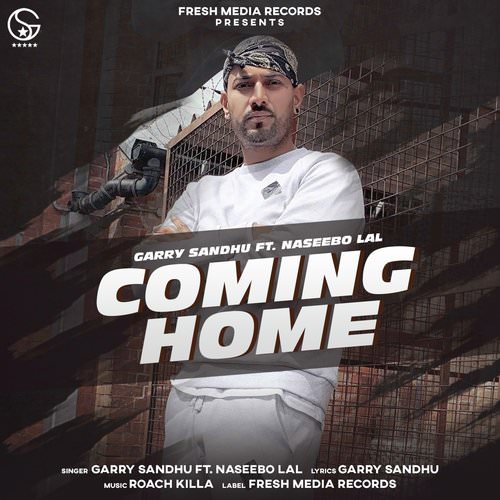 FRESH MEDIA RECORDS
PRESENTS
GARRY SANDHU FT. NASEEBO LAL
COMING
HOME
SINGER GARRY SANDHU FT. NASEEBO LAL LYRICS GARRY SANDHU
MUSIC ROACH KILLA LABEL FRESH MEDIA RECORDS